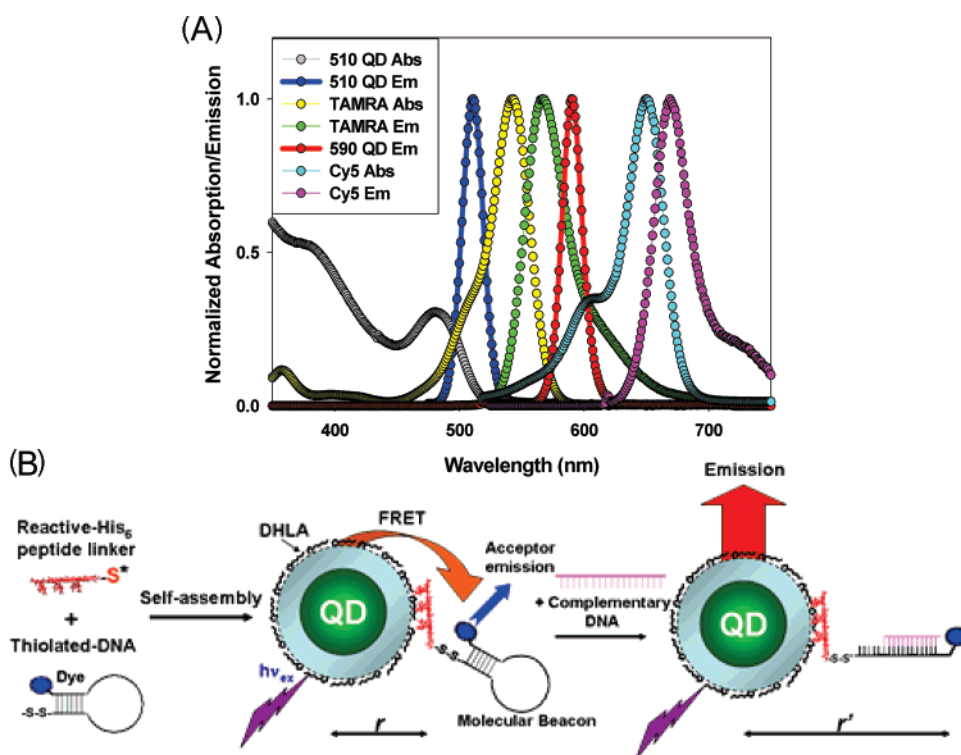 (A)
510 QD Abs
510 QD Em
TAMRA Abs
TAMRA Em
590 QD Em
Cy5 Abs
Cy5 Em
Normalized Absorption/Emission
1.0
0.5
0.0
400
500
600
700
Wavelength (nm)
(B)
Reactive-His6
peptide linker
S*
+
Thiolated-DNA
Dye
-S-S-
Self-assembly
DHLA
FRET
QD
hνex
-S-S-
Acceptor
emission
Molecular Beacon
r
+ Complementary
DNA
Emission
QD
-S-S-
r'